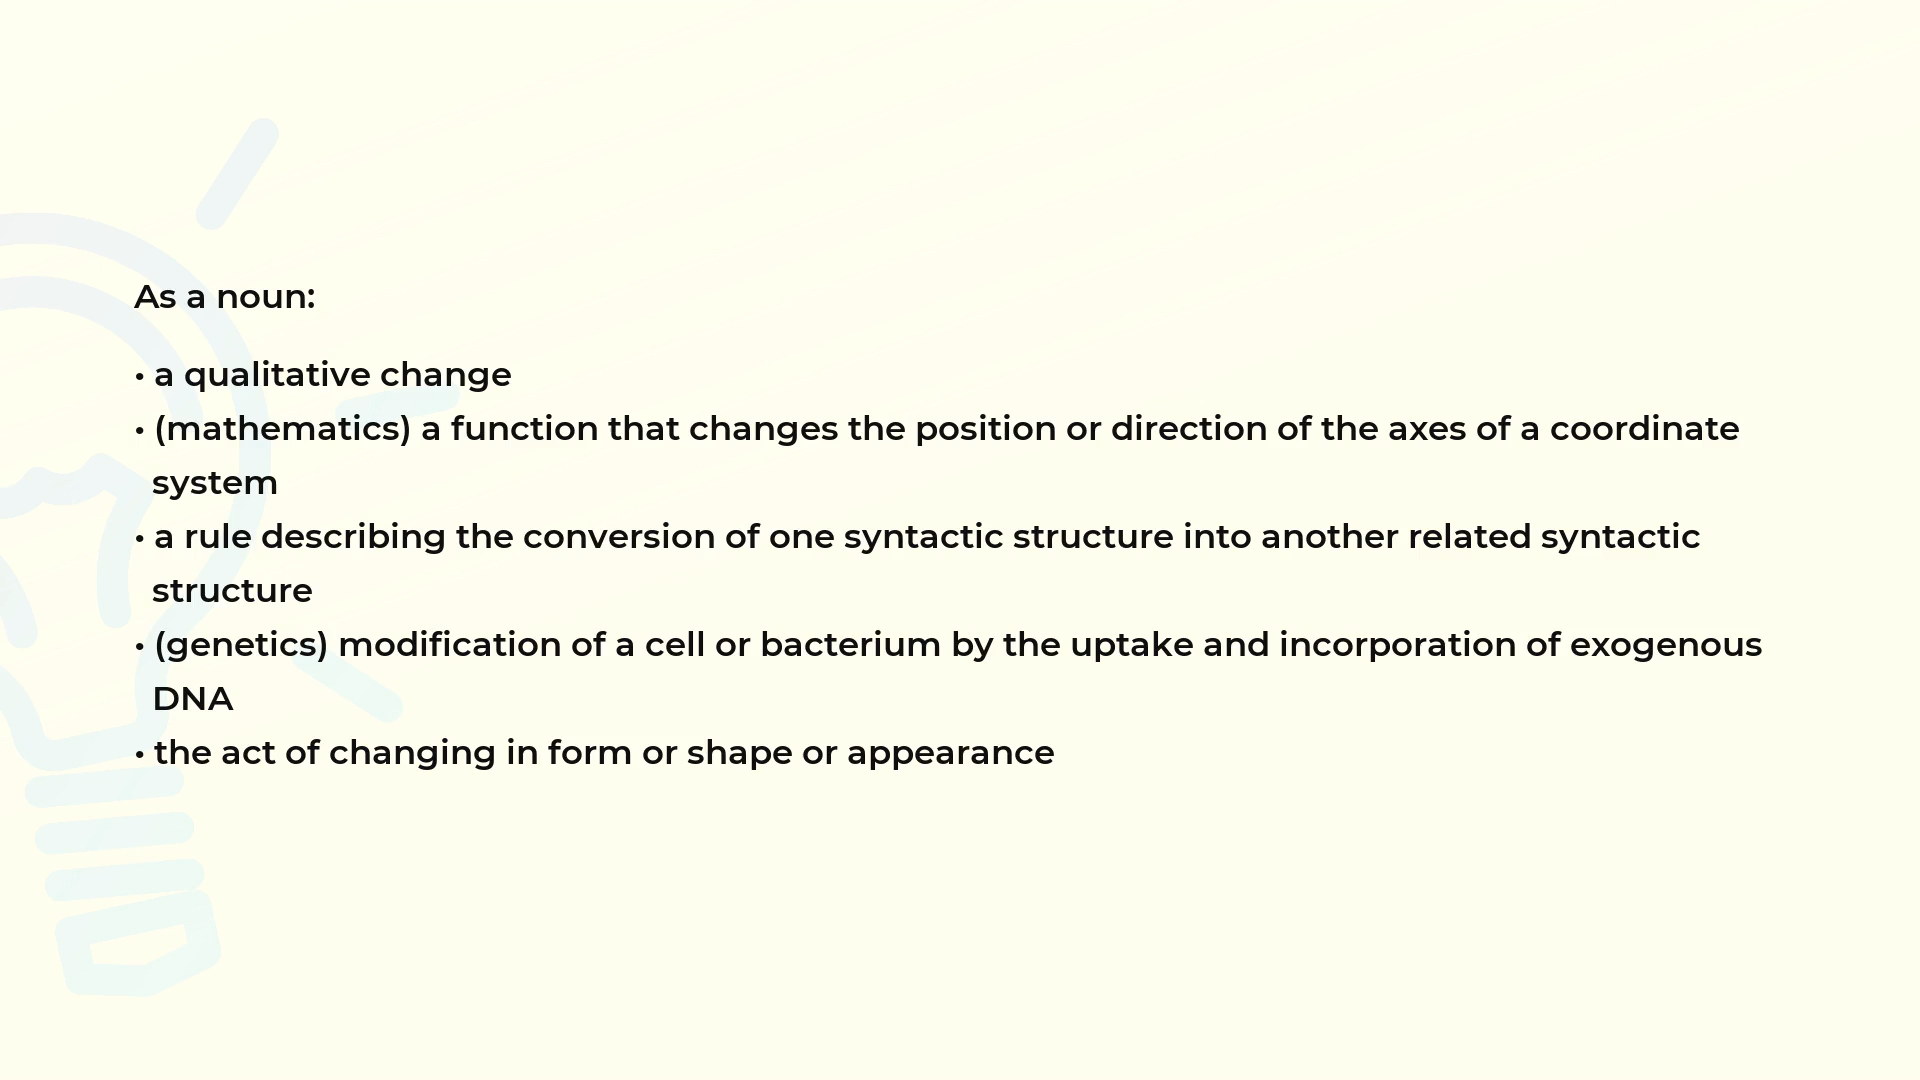 As a noun:
• a qualitative change
• (mathematics) a function that changes the position or direction of the axes of a coordinate
system
• a rule describing the conversion of one syntactic structure into another related syntactic
structure
• (genetics) modification of a cell or bacterium by the uptake and incorporation of exogenous
DNA
• the act of changing in form or shape or appearance